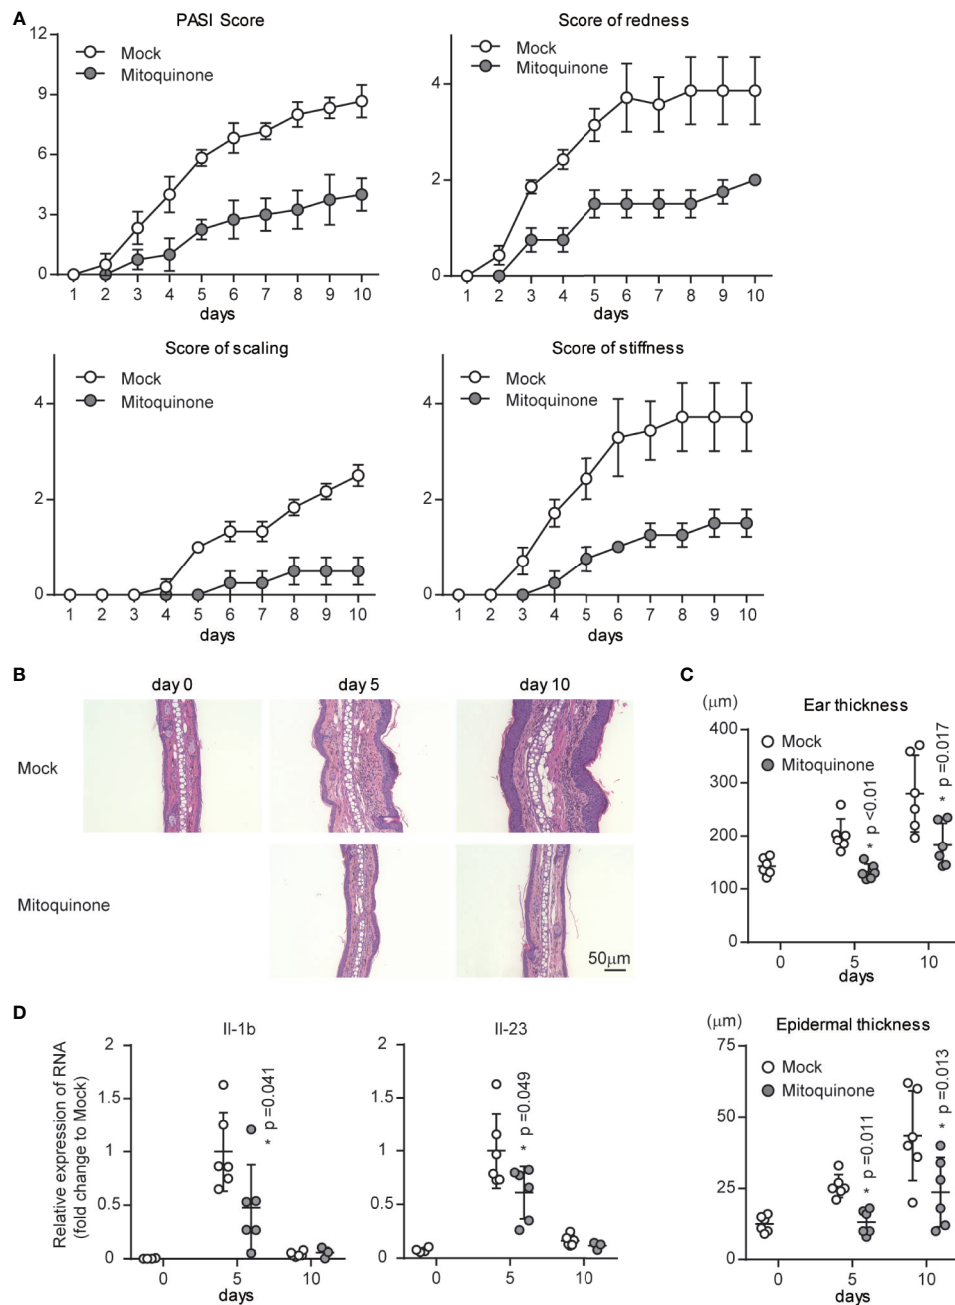 A
PASI Score
12
9
6
3
0
Mock
Mitoquinone
1 2 3 4 5 6 7 8 9 10
days
Score of redness
4
2
0
Mock
Mitoquinone
1 2 3 4 5 6 7 8 9 10
days
Score of scaling
4
2
0
Mock
Mitoquinone
1 2 3 4 5 6 7 8 9 10
days
Score of stiffness
4
2
0
Mock
Mitoquinone
1 2 3 4 5 6 7 8 9 10
days
B
day 0 day 5 day 10
Mock
Mitoquinone
50μm
C
(μm) Ear thickness
400
300
200
100
0
Mock
Mitoquinone
* p <0.01
* p =0.017
0 5 10
days
(μm) Epidermal thickness
75
50
25
0
Mock
Mitoquinone
* p =0.011
* p =0.013
0 5 10
days
D
Relative expression of RNA
(fold change to Mock)
Il-1b
2
1.5
1
0.5
0
* p =0.041
0 5 10
days
Il-23
2
1.5
1
0.5
0
* p =0.049
0 5 10
days